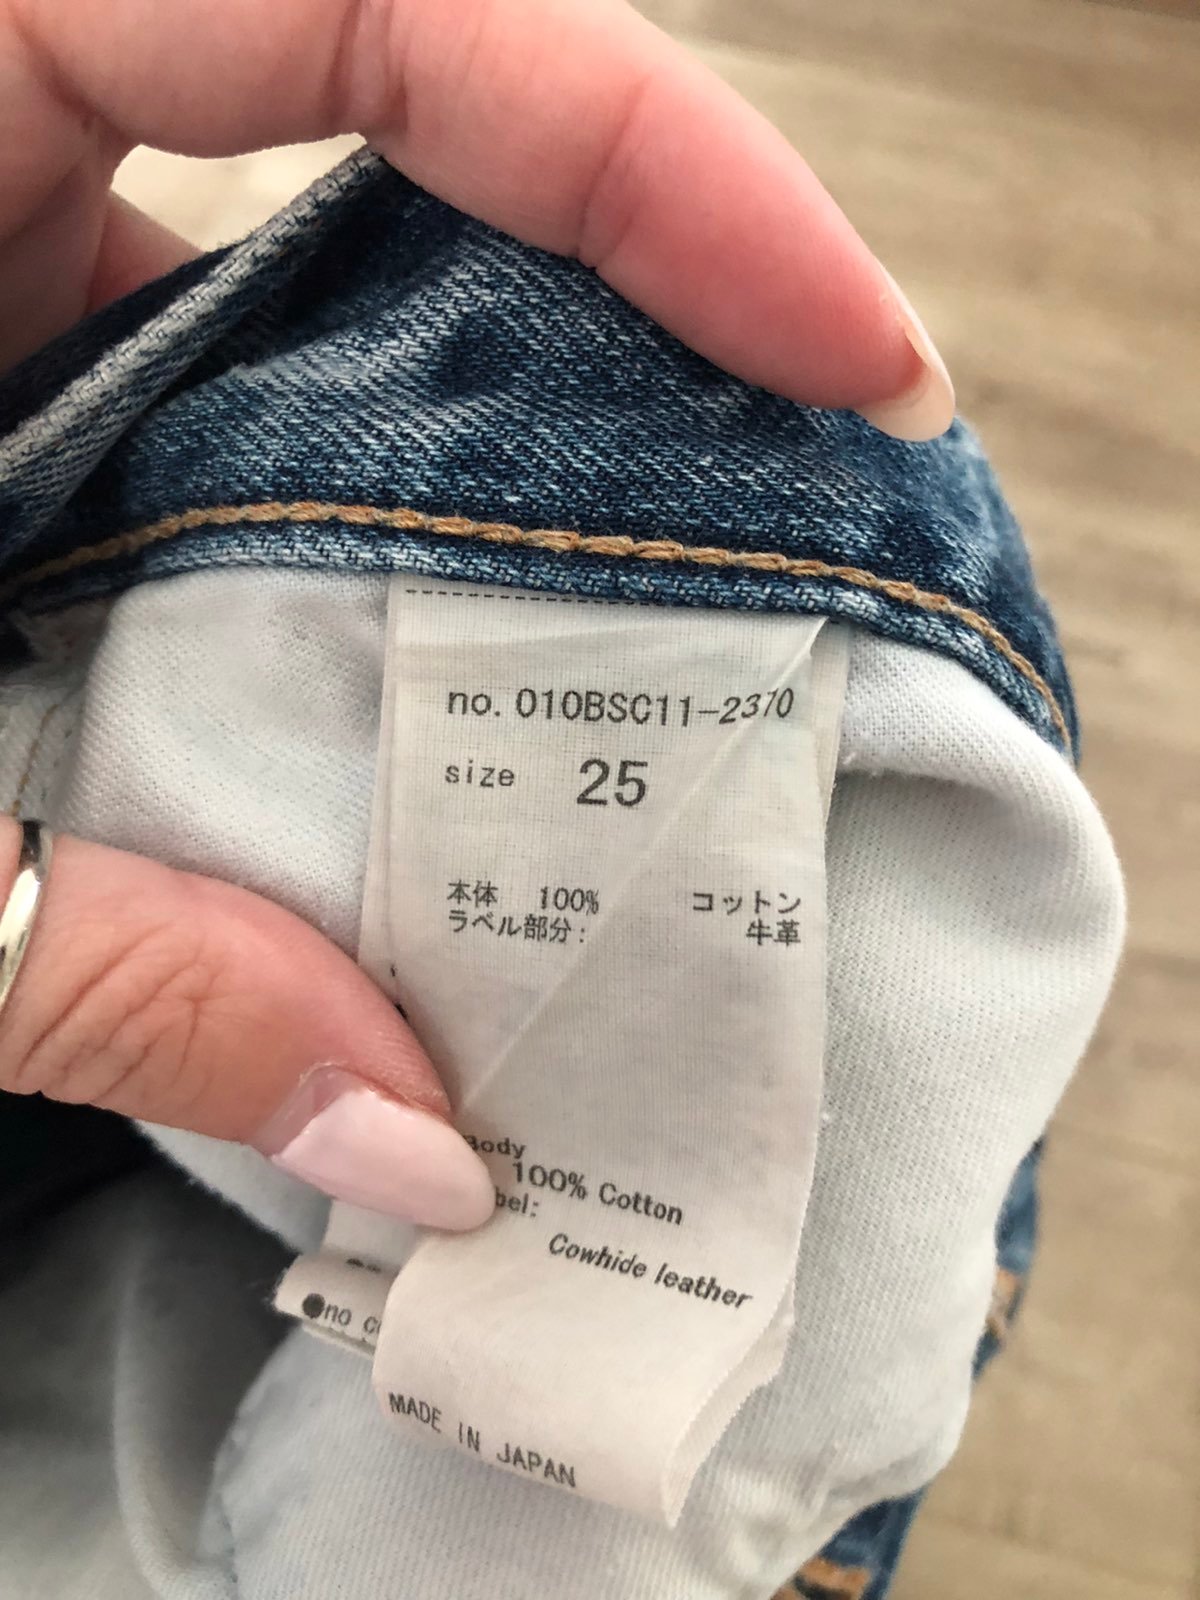 no. 010BSC11-2370
size 25
本体 100% コットン
ラベル部分: 牛革
Body
100% Cotton
Cowhide leather
●no
MADE IN JAPAN